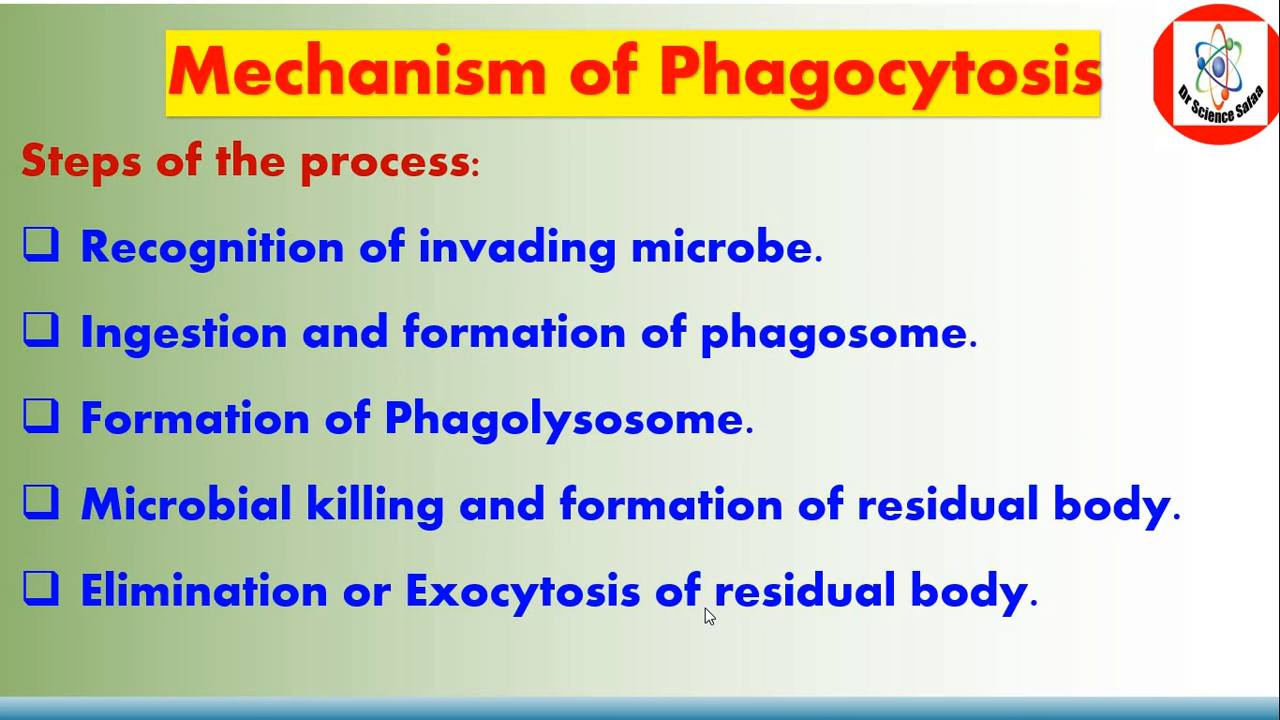 Mechanism of Phagocytosis
Dr Science Safaa
Steps of the process:
❑ Recognition of invading microbe.
❑ Ingestion and formation of phagosome.
❑ Formation of Phagolysosome.
❑ Microbial killing and formation of residual body.
❑ Elimination or Exocytosis of residual body.